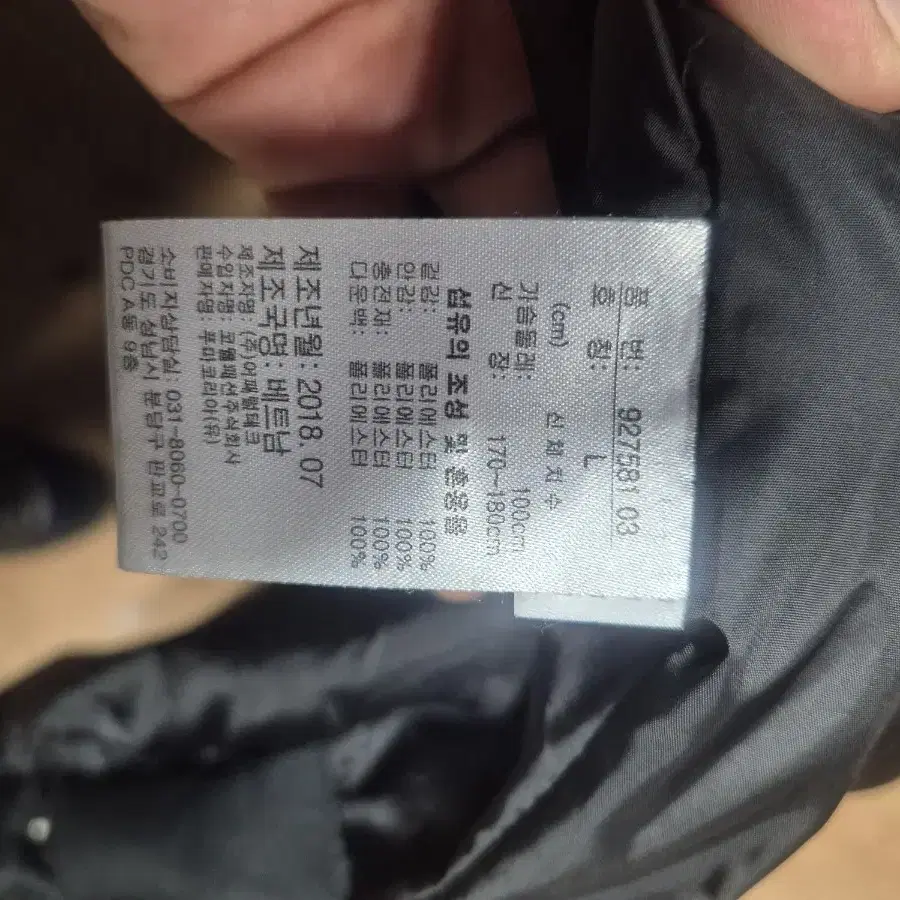 품 번: 927581 03
호 칭: L
(cm) 신체치수
가슴둘레: 100cm
신 장: 170~180cm
섬유의 조성 및 혼용율
겉감: 폴리에스터 100%
안감: 폴리에스터 100%
충전재: 폴리에스터 100%
다운백: 폴리에스터 100%
제조년월: 2018. 07
제조국명: 베트남
제조자명: (주)어패럴테크
수입자명: 코웰패션주식회사
판매자명: 푸마코리아(유)
소비자상담실: 031-8060-0700
경기도 성남시 분당구 판교로 242
PDC A동 9층